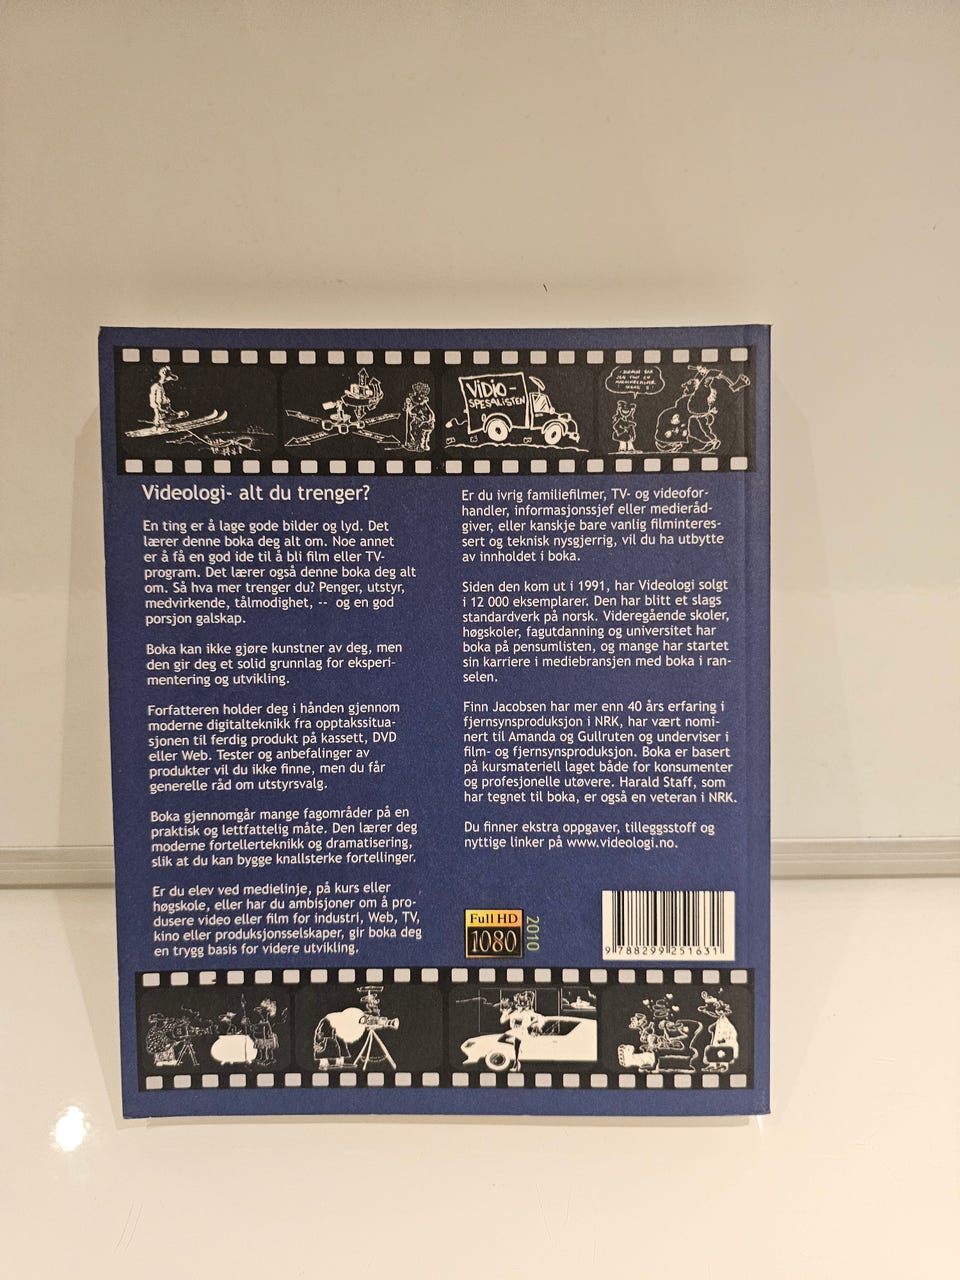 ViDiO-
SPESALiSTEN
Videologi- alt du trenger?
En ting er å lage gode bilder og lyd. Det
lærer denne boka deg alt om. Noe annet
er å få en god ide til å bli film eller TV-
program. Det lærer også denne boka deg alt
om. Så hva mer trenger du? Penger, utstyr,
medvirkende, tålmodighet, -- og en god
porsjon galskap.
Boka kan ikke gjøre kunstner av deg, men
den gir deg et solid grunnlag for eksperi-
mentering og utvikling.
Forfatteren holder deg i hånden gjennom
moderne digitalteknikk fra opptakssitua-
sjonen til ferdig produkt på kassett, DVD
eller Web. Tester og anbefalinger av
produkter vil du ikke finne, men du får
generelle råd om utstyrsvalg.
Boka gjennomgår mange fagområder på en
praktisk og lettfattelig måte. Den lærer deg
moderne fortellerteknikk og dramatisering,
slik at du kan bygge knallsterke fortellinger.
Er du elev ved medielinje, på kurs eller
høgskole, eller har du ambisjoner om å pro-
dusere video eller film for industri, Web, TV,
kino eller produksjonsselskaper, gir boka deg
en trygg basis for videre utvikling.
Er du ivrig familiefilmer, TV- og videofor-
handler, informasjonssjef eller medieråd-
giver, eller kanskje bare vanlig filminteres-
sert og teknisk nysgjerrig, vil du ha utbytte
av innholdet i boka.
Siden den kom ut i 1991, har Videologi solgt
i 12 000 eksemplarer. Den har blitt et slags
standardverk på norsk. Videregående skoler,
høgskoler, fagutdanning og universitet har
boka på pensumlisten, og mange har startet
sin karriere i mediebransjen med boka i ran-
selen.
Finn Jacobsen har mer enn 40 års erfaring i
fjernsynsproduksjon i NRK, har vært nomi-
nert til Amanda og Gullruten og underviser i
film- og fjernsynsproduksjon. Boka er basert
på kursmateriell laget både for konsumenter
og profesjonelle utøvere. Harald Staff, som
har tegnet til boka, er også en veteran i NRK.
Du finner ekstra oppgaver, tilleggsstoff og
nyttige linker på www.videologi.no.
Full HD
1080
2010
9 788299 251631